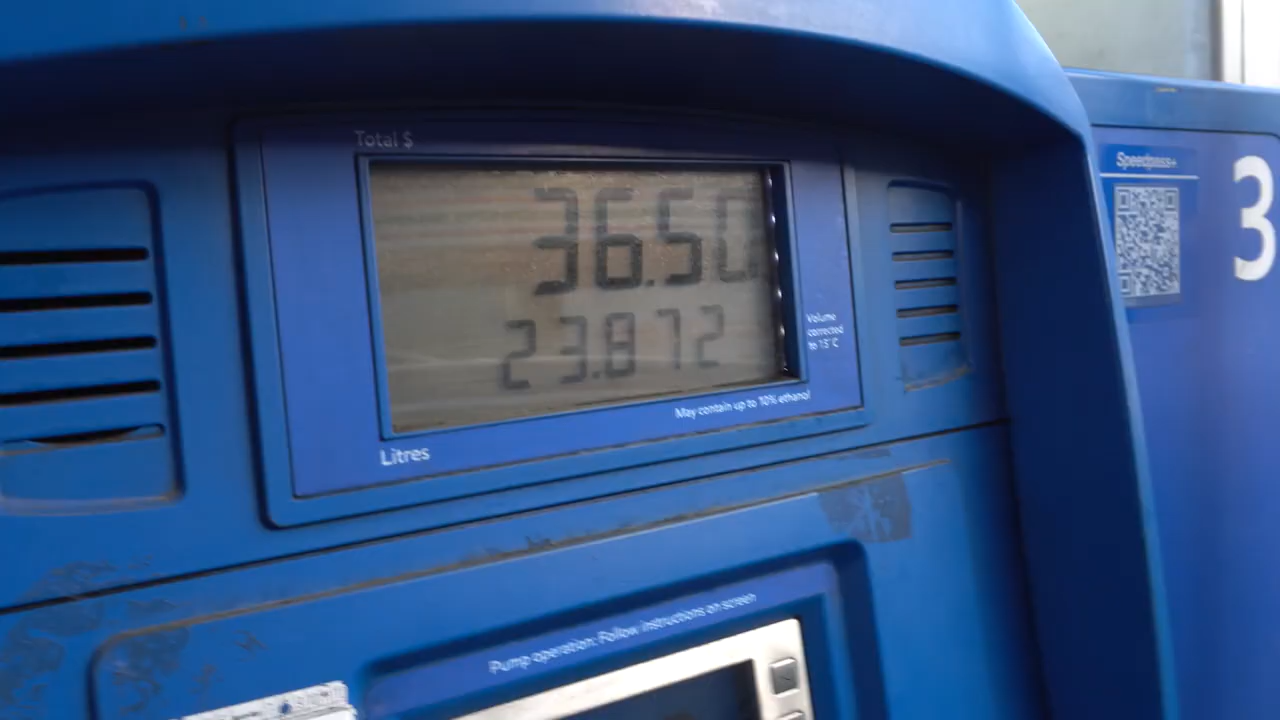 Total $
36.50
23.872
Litres
Volume
corrected
to 15°C
May contain up to 10% ethanol
Pump operation: Follow instructions on screen
Speedpass+
3